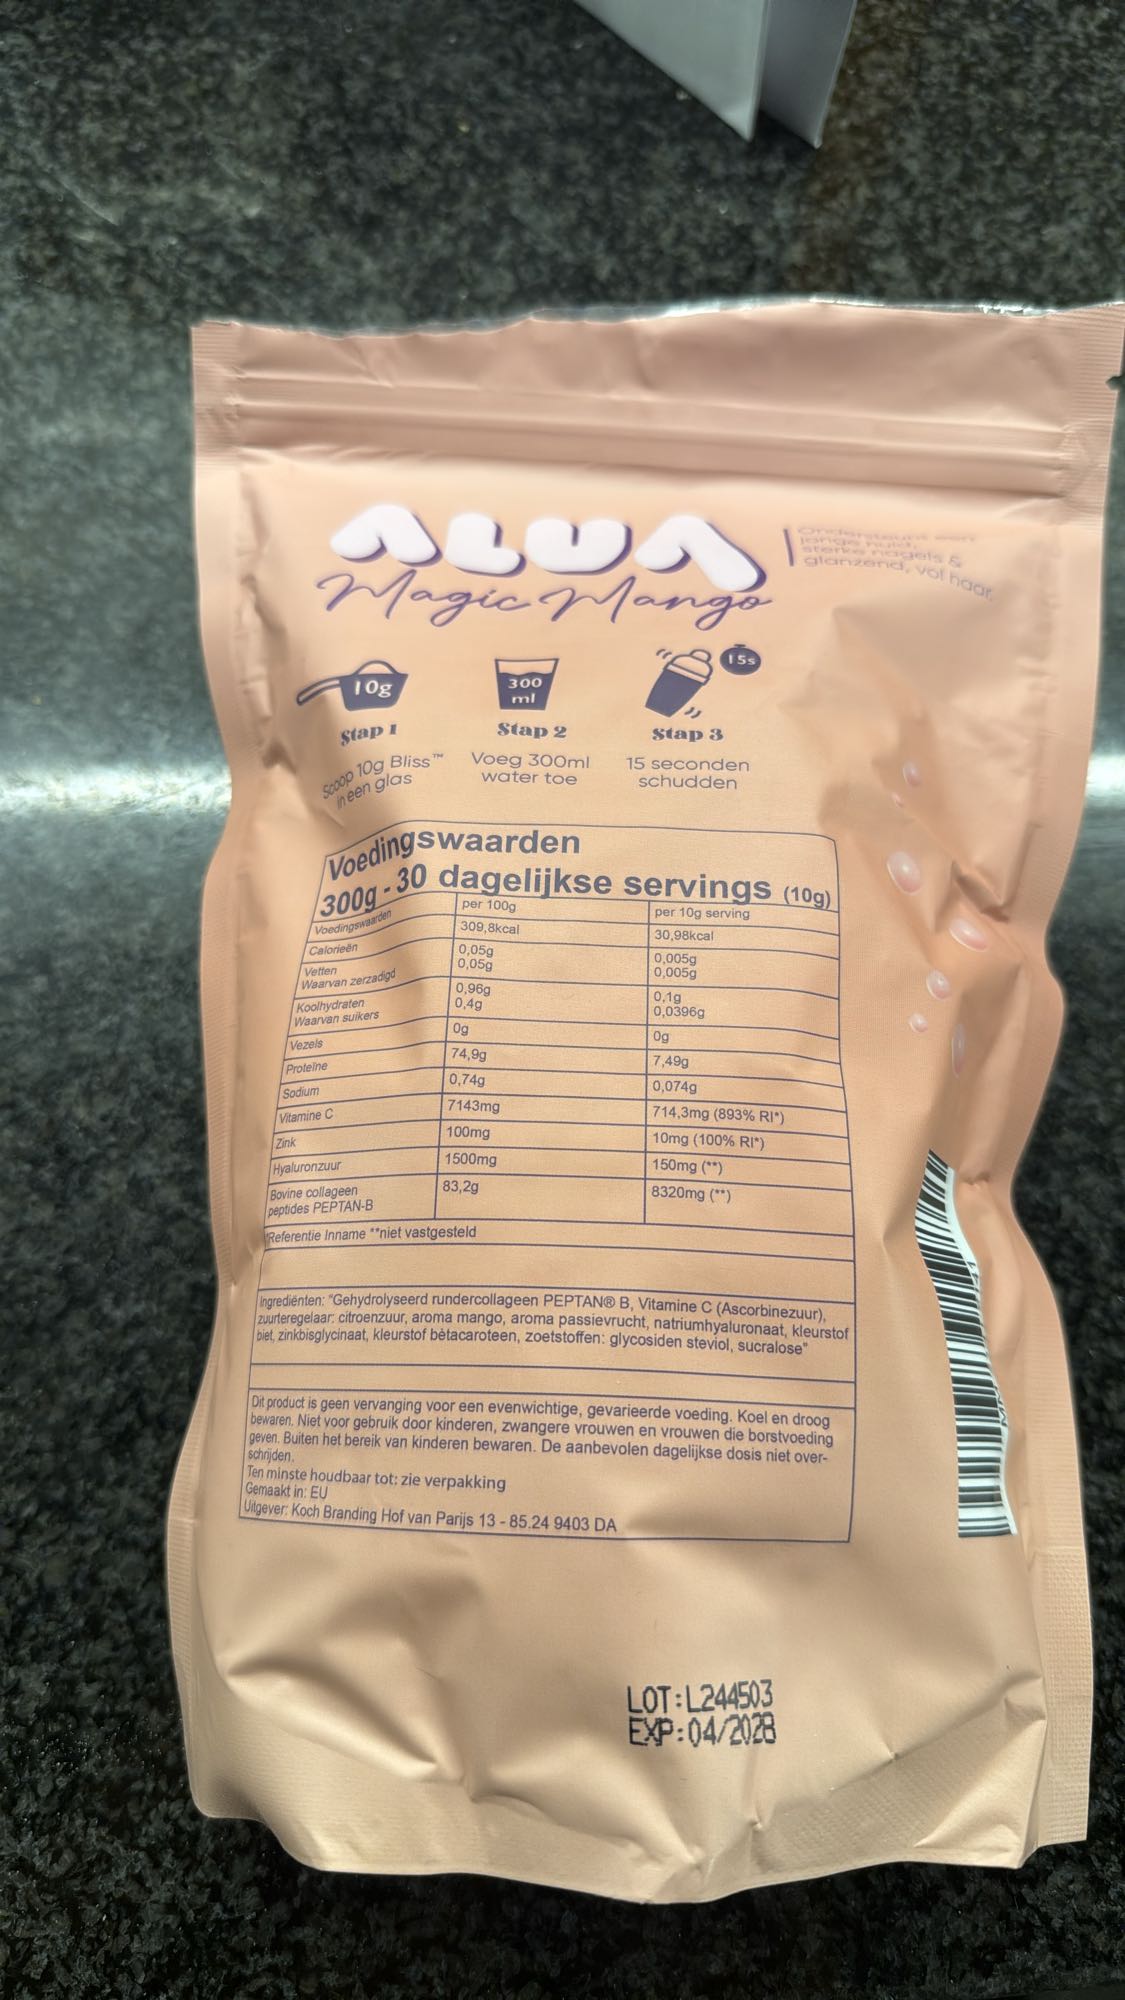 ALUA
Magic Mango
Ondersteunt een
jonge huid,
sterke nagels &
glanzend, vol haar.
10g
300
ml
15s
Stap 1
Stap 2
Stap 3
Scoop 10g Bliss™
in een glas
Voeg 300ml
water toe
15 seconden
schudden
Voedingswaarden
300g - 30 dagelijkse servings (10g)
Voedingswaarden per 100g per 10g serving
Calorieën 309,8kcal 30,98kcal
Vetten 0,05g 0,005g
Waarvan zerzadigd 0,05g 0,005g
Koolhydraten 0,96g 0,1g
Waarvan suikers 0,4g 0,0396g
Vezels 0g 0g
Proteïne 74,9g 7,49g
Sodium 0,74g 0,074g
Vitamine C 7143mg 714,3mg (893% RI*)
Zink 100mg 10mg (100% RI*)
Hyaluronzuur 1500mg 150mg (**)
Bovine collageen 83,2g 8320mg (**)
peptides PEPTAN-B
*Referentie Inname **niet vastgesteld
Ingrediënten: "Gehydrolyseerd rundercollageen PEPTAN® B, Vitamine C (Ascorbinezuur),
zuurteregelaar: citroenzuur, aroma mango, aroma passievrucht, natriumhyaluronaat, kleurstof
biet, zinkbisglycinaat, kleurstof bètacaroteen, zoetstoffen: glycosiden steviol, sucralose"
Dit product is geen vervanging voor een evenwichtige, gevarieerde voeding. Koel en droog
bewaren. Niet voor gebruik door kinderen, zwangere vrouwen en vrouwen die borstvoeding
geven. Buiten het bereik van kinderen bewaren. De aanbevolen dagelijkse dosis niet over-
schrijden.
Ten minste houdbaar tot: zie verpakking
Gemaakt in: EU
Uitgever: Koch Branding Hof van Parijs 13 - 85.24 9403 DA
LOT:L244503
EXP:04/2028